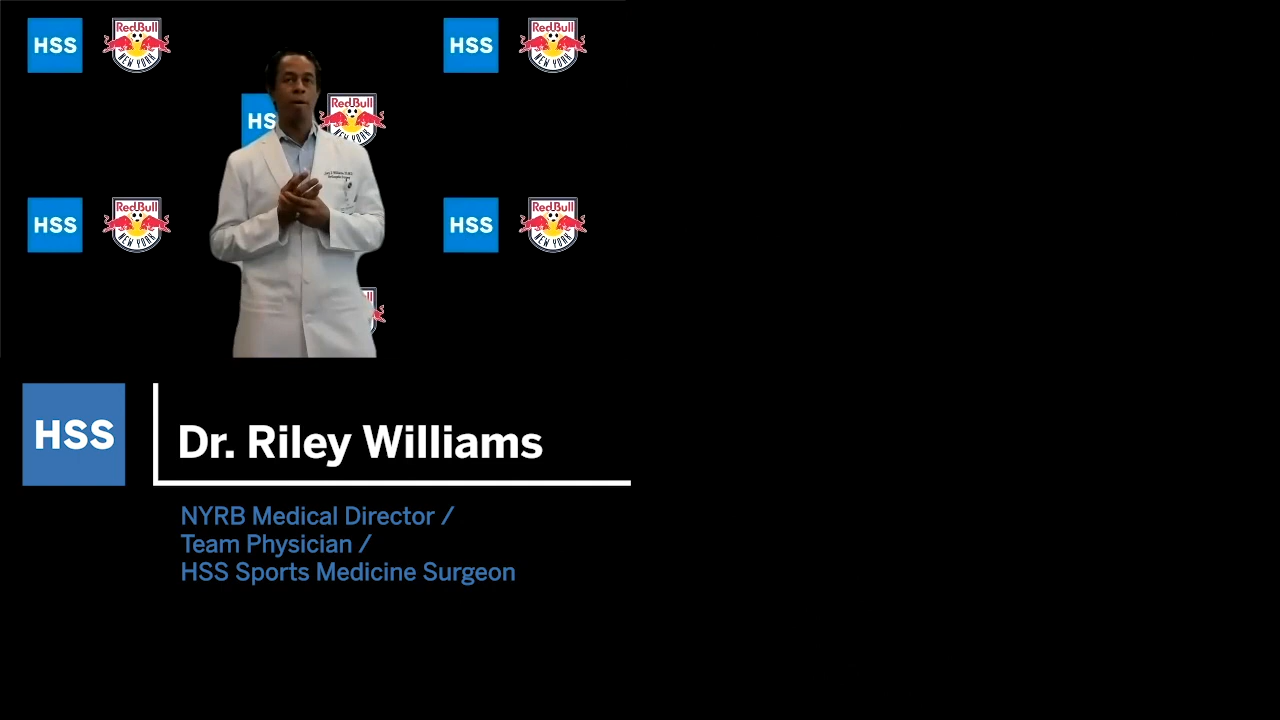 HSS
Red Bull
NEW YORK
HSS
Red Bull
NEW YORK
HS
Red Bull
NEW YORK
HSS
Red Bull
NEW YORK
HSS
Red Bull
NEW YORK
HSS
Dr. Riley Williams
NYRB Medical Director /
Team Physician /
HSS Sports Medicine Surgeon